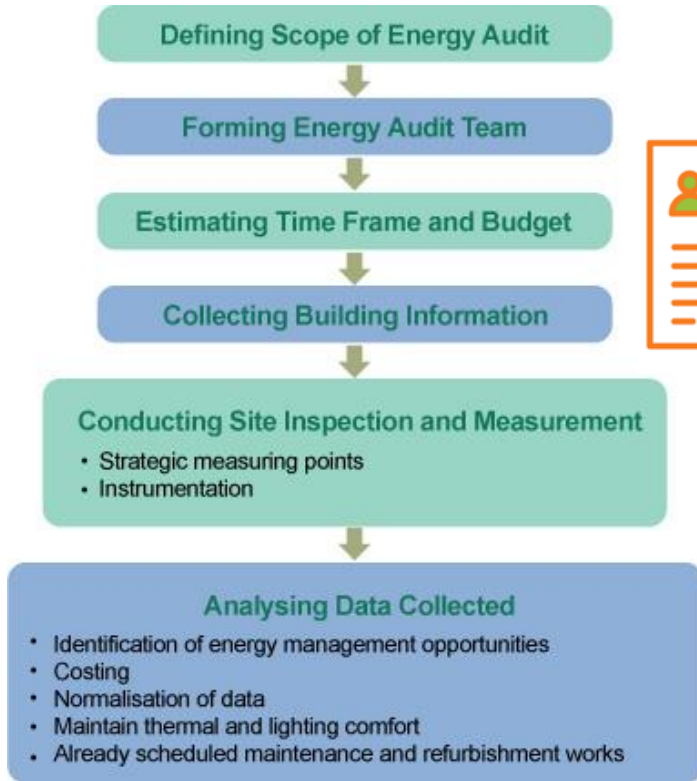 Defining Scope of Energy Audit
Forming Energy Audit Team
Estimating Time Frame and Budget
Collecting Building Information
Conducting Site Inspection and Measurement
• Strategic measuring points
• Instrumentation
Analysing Data Collected
• Identification of energy management opportunities
• Costing
• Normalisation of data
• Maintain thermal and lighting comfort
• Already scheduled maintenance and refurbishment works